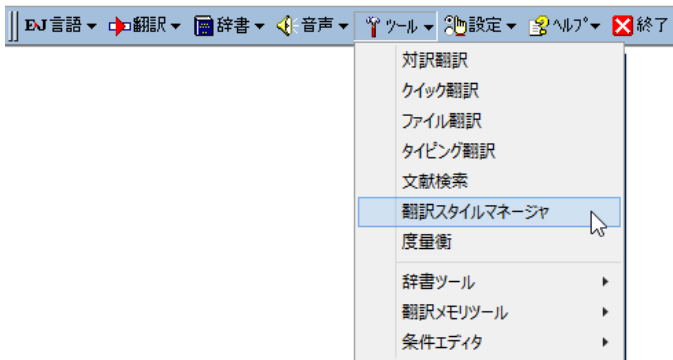 EJ 言語 翻訳 辞書 音声 ツール 設定 ヘルプ 終了
対訳翻訳
クイック翻訳
ファイル翻訳
タイピング翻訳
文献検索
翻訳スタイルマネージャ
度量衡
辞書ツール
翻訳メモリツール
条件エディタ